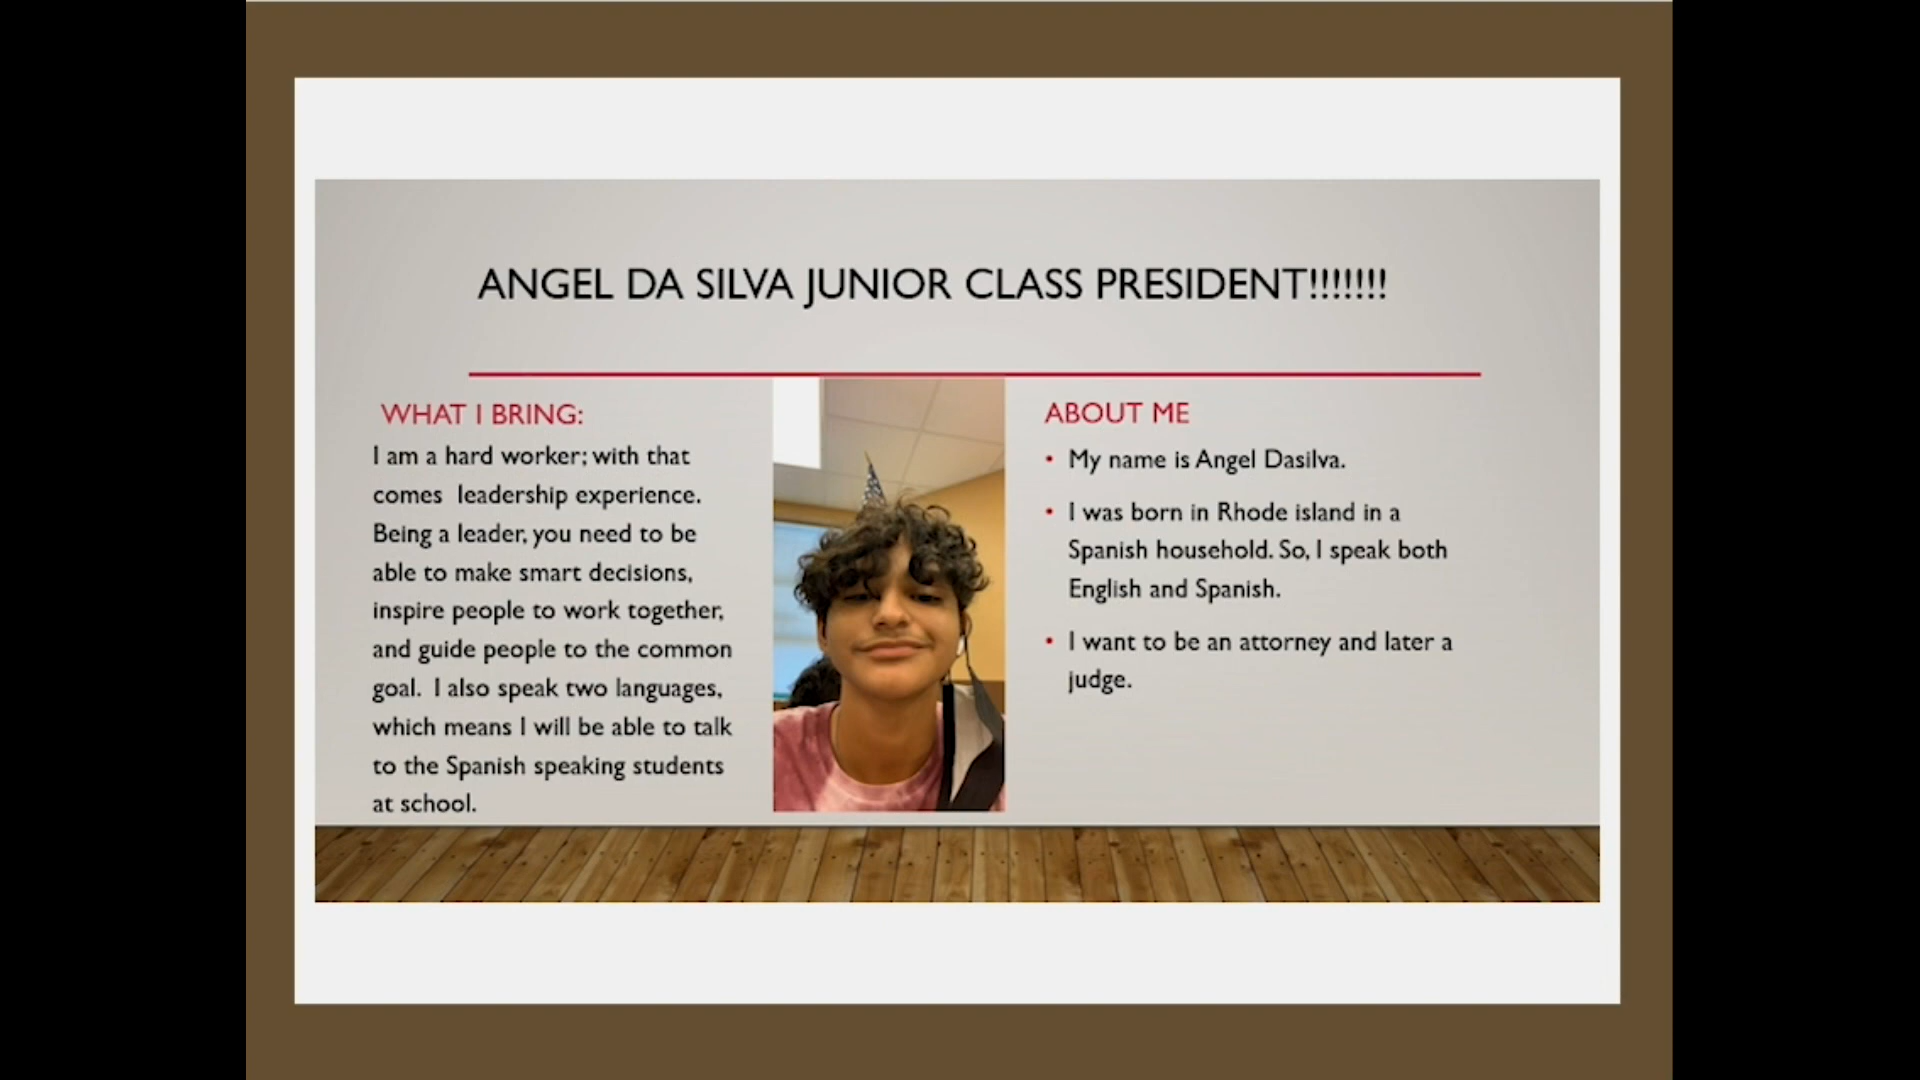 ANGEL DA SILVA JUNIOR CLASS PRESIDENT!!!!!!!
WHAT I BRING:
I am a hard worker; with that
comes leadership experience.
Being a leader, you need to be
able to make smart decisions,
inspire people to work together,
and guide people to the common
goal. I also speak two languages,
which means I will be able to talk
to the Spanish speaking students
at school.
ABOUT ME
• My name is Angel Dasilva.
• I was born in Rhode island in a
Spanish household. So, I speak both
English and Spanish.
• I want to be an attorney and later a
judge.